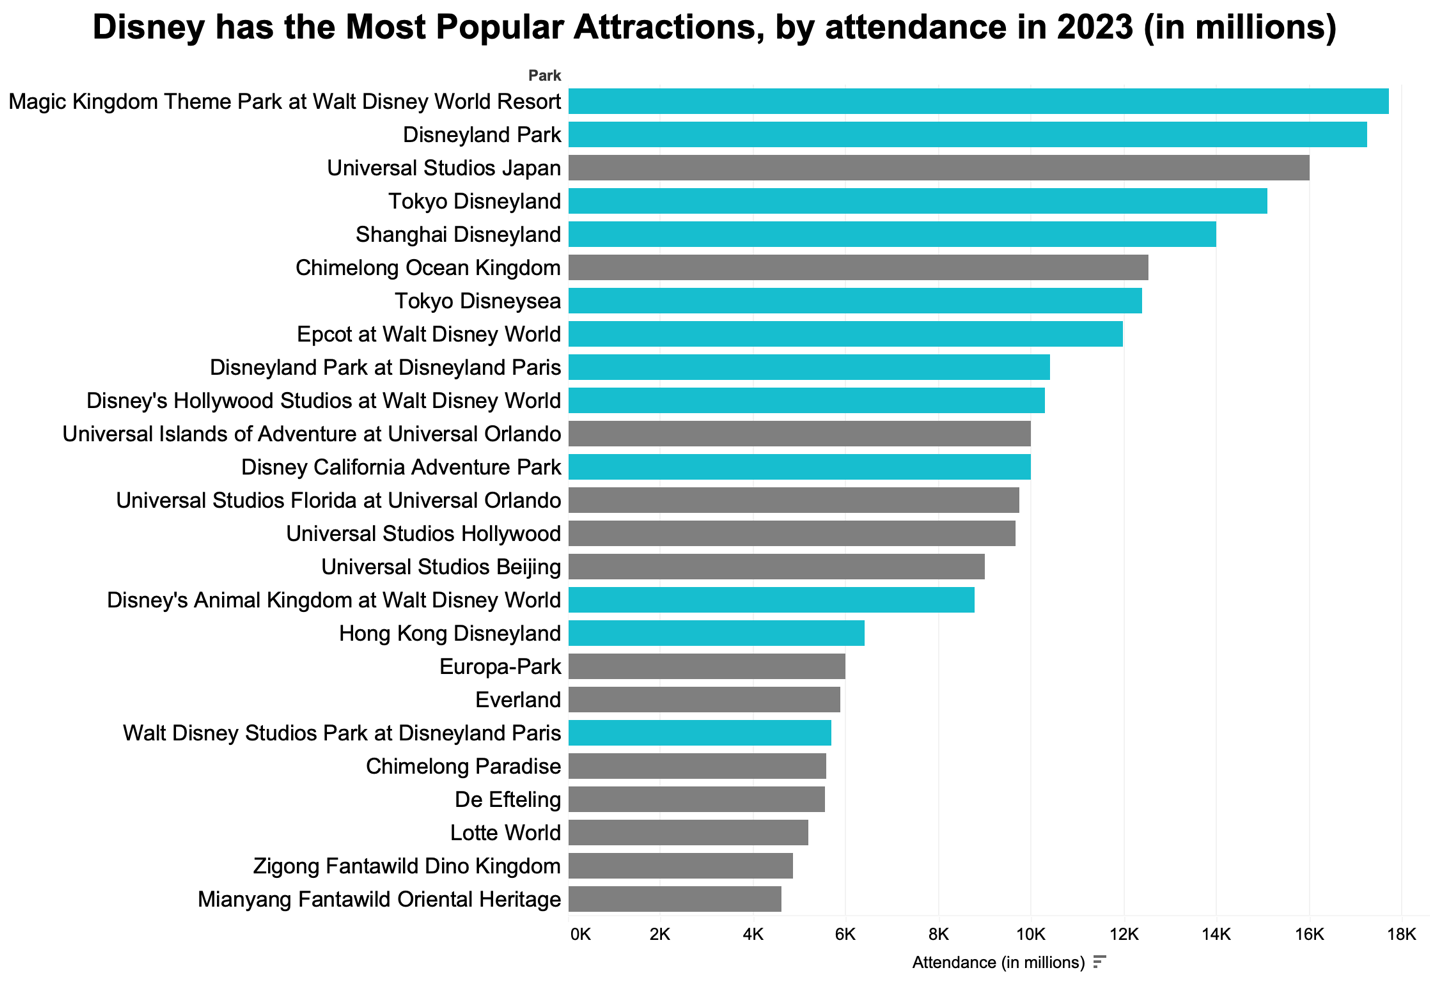 Disney has the Most Popular Attractions, by attendance in 2023 (in millions)
Park
Magic Kingdom Theme Park at Walt Disney World Resort
Disneyland Park
Universal Studios Japan
Tokyo Disneyland
Shanghai Disneyland
Chimelong Ocean Kingdom
Tokyo Disneysea
Epcot at Walt Disney World
Disneyland Park at Disneyland Paris
Disney's Hollywood Studios at Walt Disney World
Universal Islands of Adventure at Universal Orlando
Disney California Adventure Park
Universal Studios Florida at Universal Orlando
Universal Studios Hollywood
Universal Studios Beijing
Disney's Animal Kingdom at Walt Disney World
Hong Kong Disneyland
Europa-Park
Everland
Walt Disney Studios Park at Disneyland Paris
Chimelong Paradise
De Efteling
Lotte World
Zigong Fantawild Dino Kingdom
Mianyang Fantawild Oriental Heritage
0K 2K 4K 6K 8K 10K 12K 14K 16K 18K
Attendance (in millions)